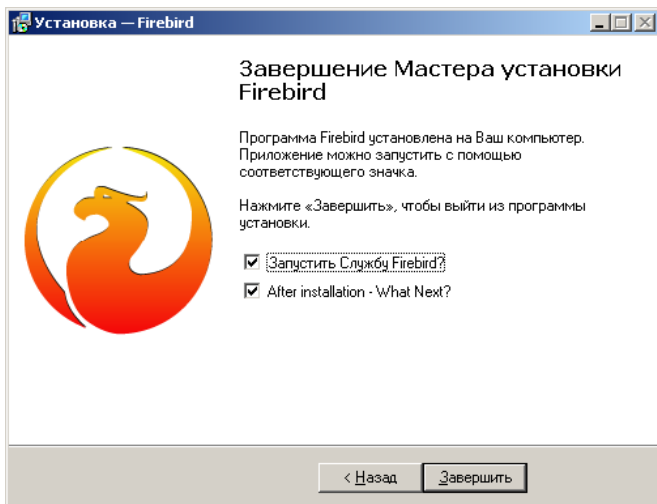 Установка — Firebird
Завершение Мастера установки
Firebird
Программа Firebird установлена на Ваш компьютер.
Приложение можно запустить с помощью
соответствующего значка.
Нажмите «Завершить», чтобы выйти из программы
установки.
Запустить Службу Firebird?
After installation - What Next?
< Назад
Завершить